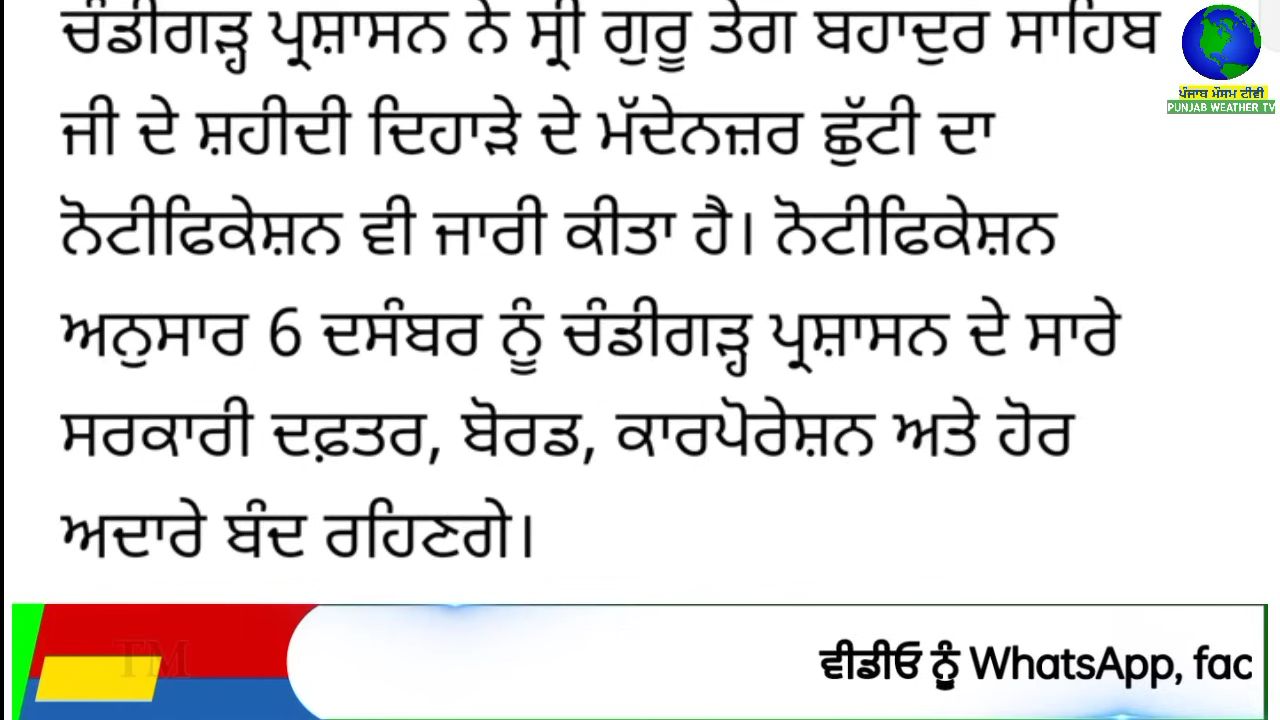 ਚੰਡੀਗੜ੍ਹ ਪ੍ਰਸ਼ਾਸਨ ਨੇ ਸ੍ਰੀ ਗੁਰੂ ਤੇਗ ਬਹਾਦੁਰ ਸਾਹਿਬ
ਜੀ ਦੇ ਸ਼ਹੀਦੀ ਦਿਹਾੜੇ ਦੇ ਮੱਦੇਨਜ਼ਰ ਛੁੱਟੀ ਦਾ
ਨੋਟੀਫਿਕੇਸ਼ਨ ਵੀ ਜਾਰੀ ਕੀਤਾ ਹੈ। ਨੋਟੀਫਿਕੇਸ਼ਨ
ਅਨੁਸਾਰ 6 ਦਸੰਬਰ ਨੂੰ ਚੰਡੀਗੜ੍ਹ ਪ੍ਰਸ਼ਾਸਨ ਦੇ ਸਾਰੇ
ਸਰਕਾਰੀ ਦਫ਼ਤਰ, ਬੋਰਡ, ਕਾਰਪੋਰੇਸ਼ਨ ਅਤੇ ਹੋਰ
ਅਦਾਰੇ ਬੰਦ ਰਹਿਣਗੇ।
ਪੰਜਾਬ ਮੌਸਮ ਟੀਵੀ
PUNJAB WEATHER TV
TM
ਵੀਡੀਓ ਨੂੰ WhatsApp, fac